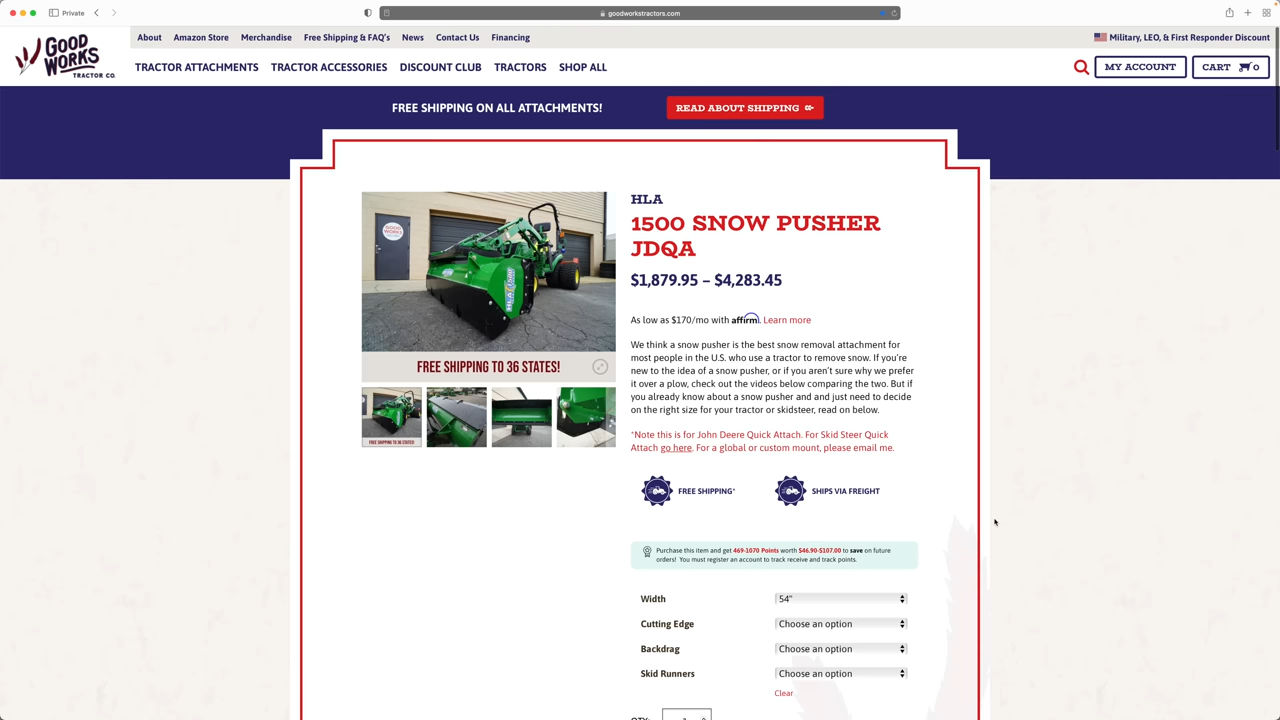 Private
goodworkstractors.com
GOOD WORKS TRACTOR CO.
About Amazon Store Merchandise Free Shipping & FAQ's News Contact Us Financing
Military, LEO, & First Responder Discount
TRACTOR ATTACHMENTS TRACTOR ACCESSORIES DISCOUNT CLUB TRACTORS SHOP ALL
MY ACCOUNT
CART 0
FREE SHIPPING ON ALL ATTACHMENTS!
READ ABOUT SHIPPING
HLA
1500 SNOW PUSHER
JDQA
$1,879.95 – $4,283.45
As low as $170/mo with affirm. Learn more
We think a snow pusher is the best snow removal attachment for
most people in the U.S. who use a tractor to remove snow. If you're
new to the idea of a snow pusher, or if you aren't sure why we prefer
it over a plow, check out the videos below comparing the two. But if
you already know about a snow pusher and and just need to decide
on the right size for your tractor or skidsteer, read on below.
*Note this is for John Deere Quick Attach. For Skid Steer Quick
Attach go here. For a global or custom mount, please email me.
FREE SHIPPING TO 36 STATES!
FREE SHIPPING TO 36 STATES!
FREE SHIPPING*
SHIPS VIA FREIGHT
Purchase this item and get 469-1070 Points worth $46.90-$107.00 to save on future
orders! You must register an account to track receive and track points.
Width 54"
Cutting Edge Choose an option
Backdrag Choose an option
Skid Runners Choose an option
Clear